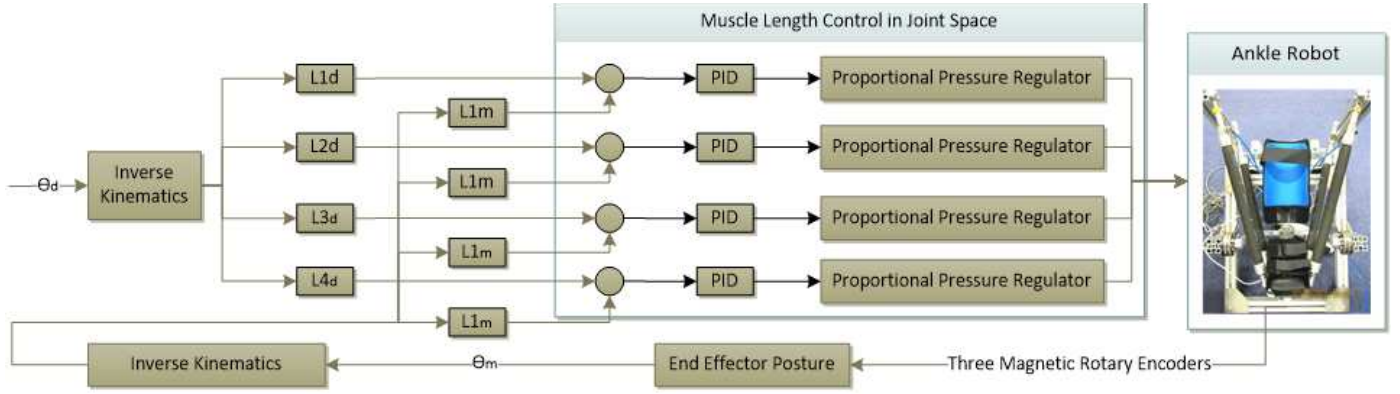 Muscle Length Control in Joint Space
Ankle Robot
L1d
PID
Proportional Pressure Regulator
L1m
L2d
PID
Proportional Pressure Regulator
Θd
Inverse
Kinematics
L1m
L3d
PID
Proportional Pressure Regulator
L1m
L4d
PID
Proportional Pressure Regulator
L1m
Inverse Kinematics
Θm
End Effector Posture
Three Magnetic Rotary Encoders